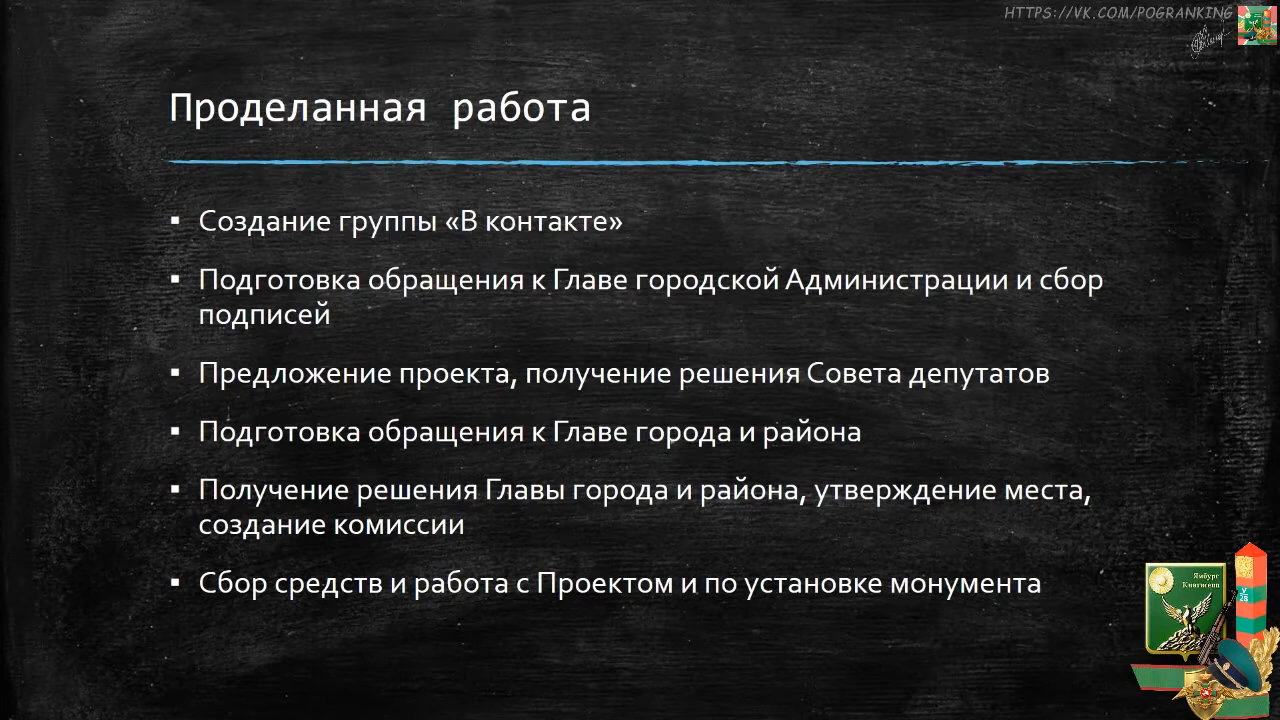 HTTPS://VK.COM/POGRANKING
Проделанная работа
▪ Создание группы «В контакте»
▪ Подготовка обращения к Главе городской Администрации и сбор
подписей
▪ Предложение проекта, получение решения Совета депутатов
▪ Подготовка обращения к Главе города и района
▪ Получение решения Главы города и района, утверждение места,
создание комиссии
▪ Сбор средств и работа с Проектом и по установке монумента
Ямбург
Кингисепп